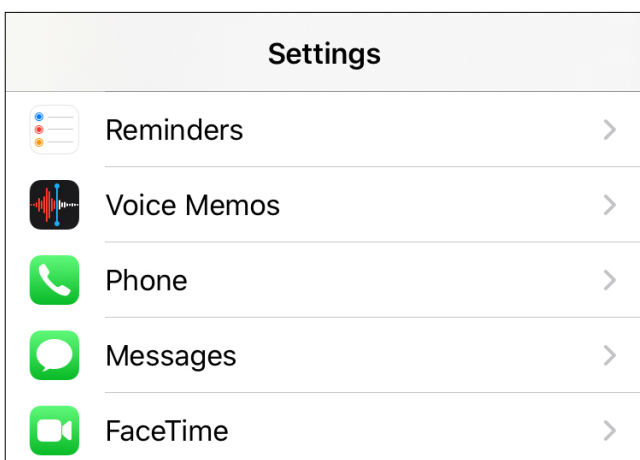 Settings
Reminders
Voice Memos
Phone
Messages
FaceTime